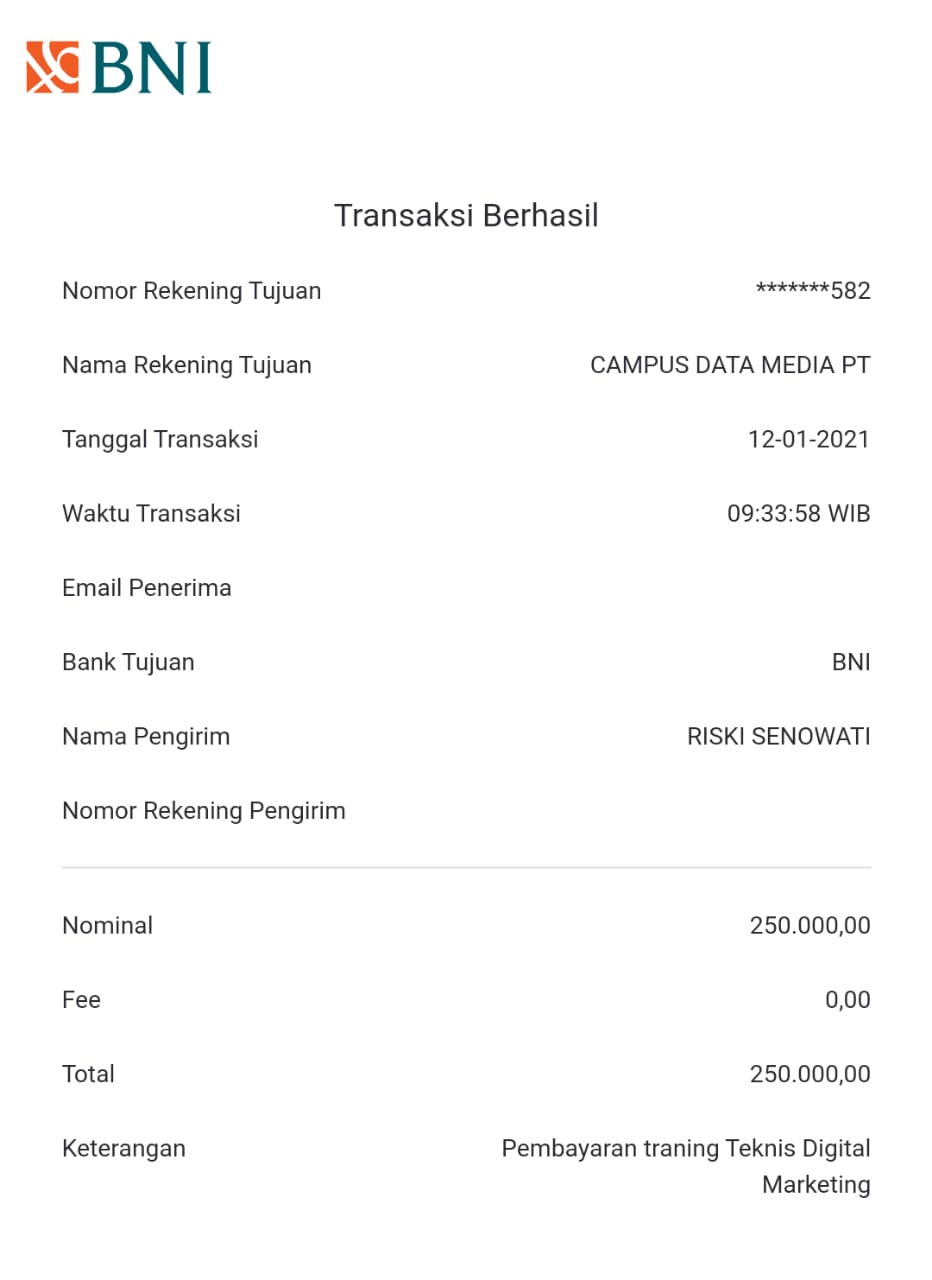 BNI
Transaksi Berhasil
Nomor Rekening Tujuan *******582
Nama Rekening Tujuan CAMPUS DATA MEDIA PT
Tanggal Transaksi 12-01-2021
Waktu Transaksi 09:33:58 WIB
Email Penerima
Bank Tujuan BNI
Nama Pengirim RISKI SENOWATI
Nomor Rekening Pengirim
Nominal 250.000,00
Fee 0,00
Total 250.000,00
Keterangan Pembayaran traning Teknis Digital
Marketing